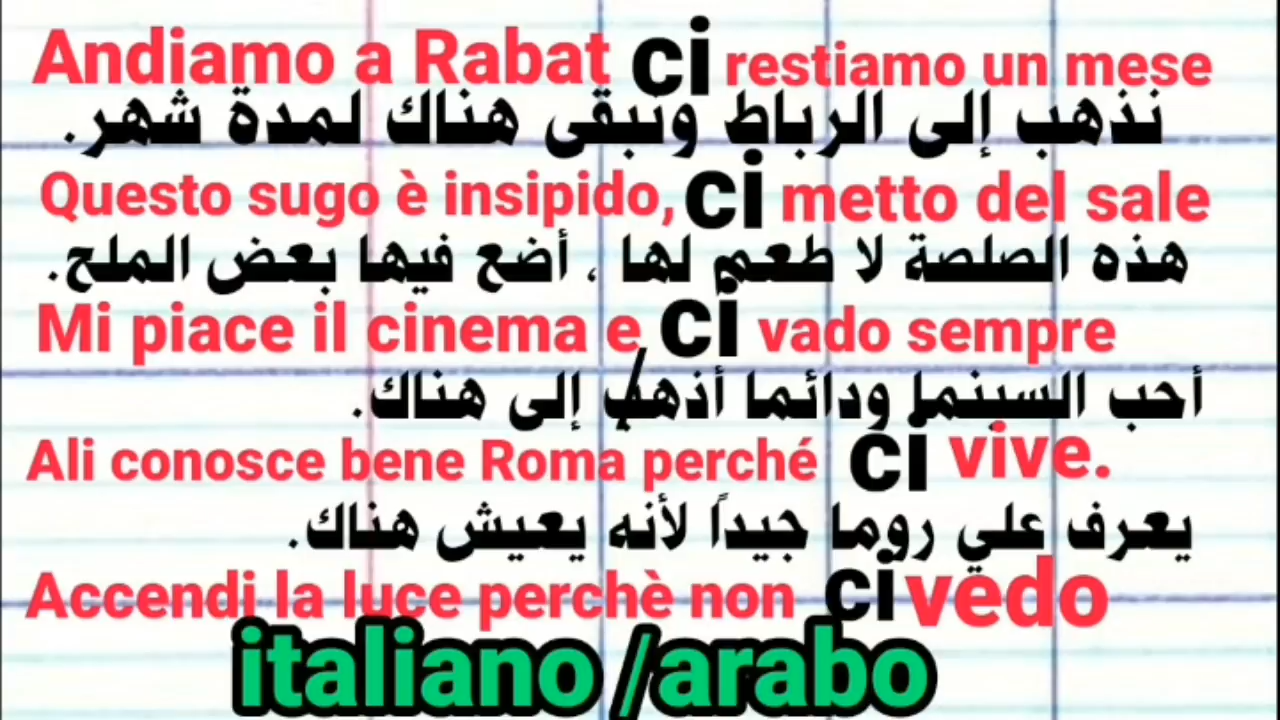 Andiamo a Rabat ci restiamo un mese
نذهب إلى الرباط ونبقى هناك لمدة شهر.
Questo sugo è insipido, ci metto del sale
هذه الصلصة لا طعم لها ، أضع فيها بعض الملح.
Mi piace il cinema e ci vado sempre
أحب السينما ودائما أذهب إلى هناك.
Ali conosce bene Roma perché ci vive.
يعرف علي روما جيداً لأنه يعيش هناك.
Accendi la luce perchè non ci vedo
italiano /arabo